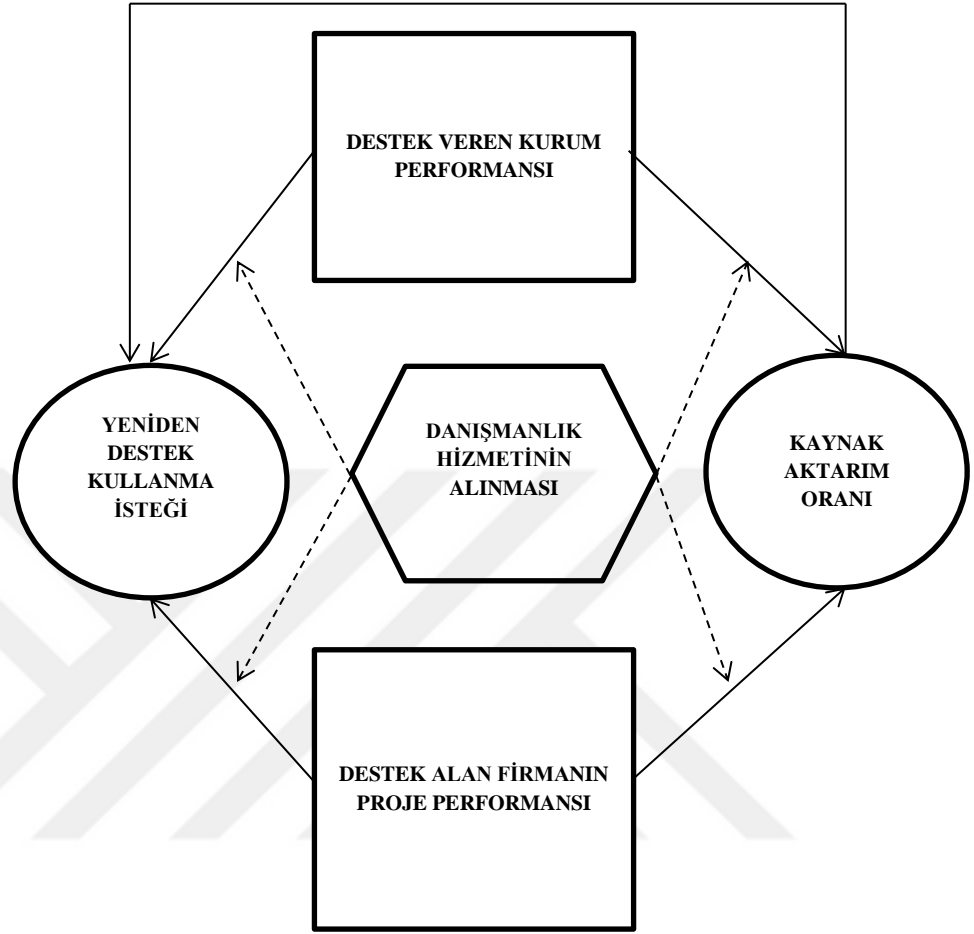 DESTEK VEREN KURUM
PERFORMANSI
YENİDEN
DESTEK
KULLANMA
İSTEĞİ
DANIŞMANLIK
HİZMETİNİN
ALINMASI
KAYNAK
AKTARIM
ORANI
DESTEK ALAN FİRMANIN
PROJE PERFORMANSI